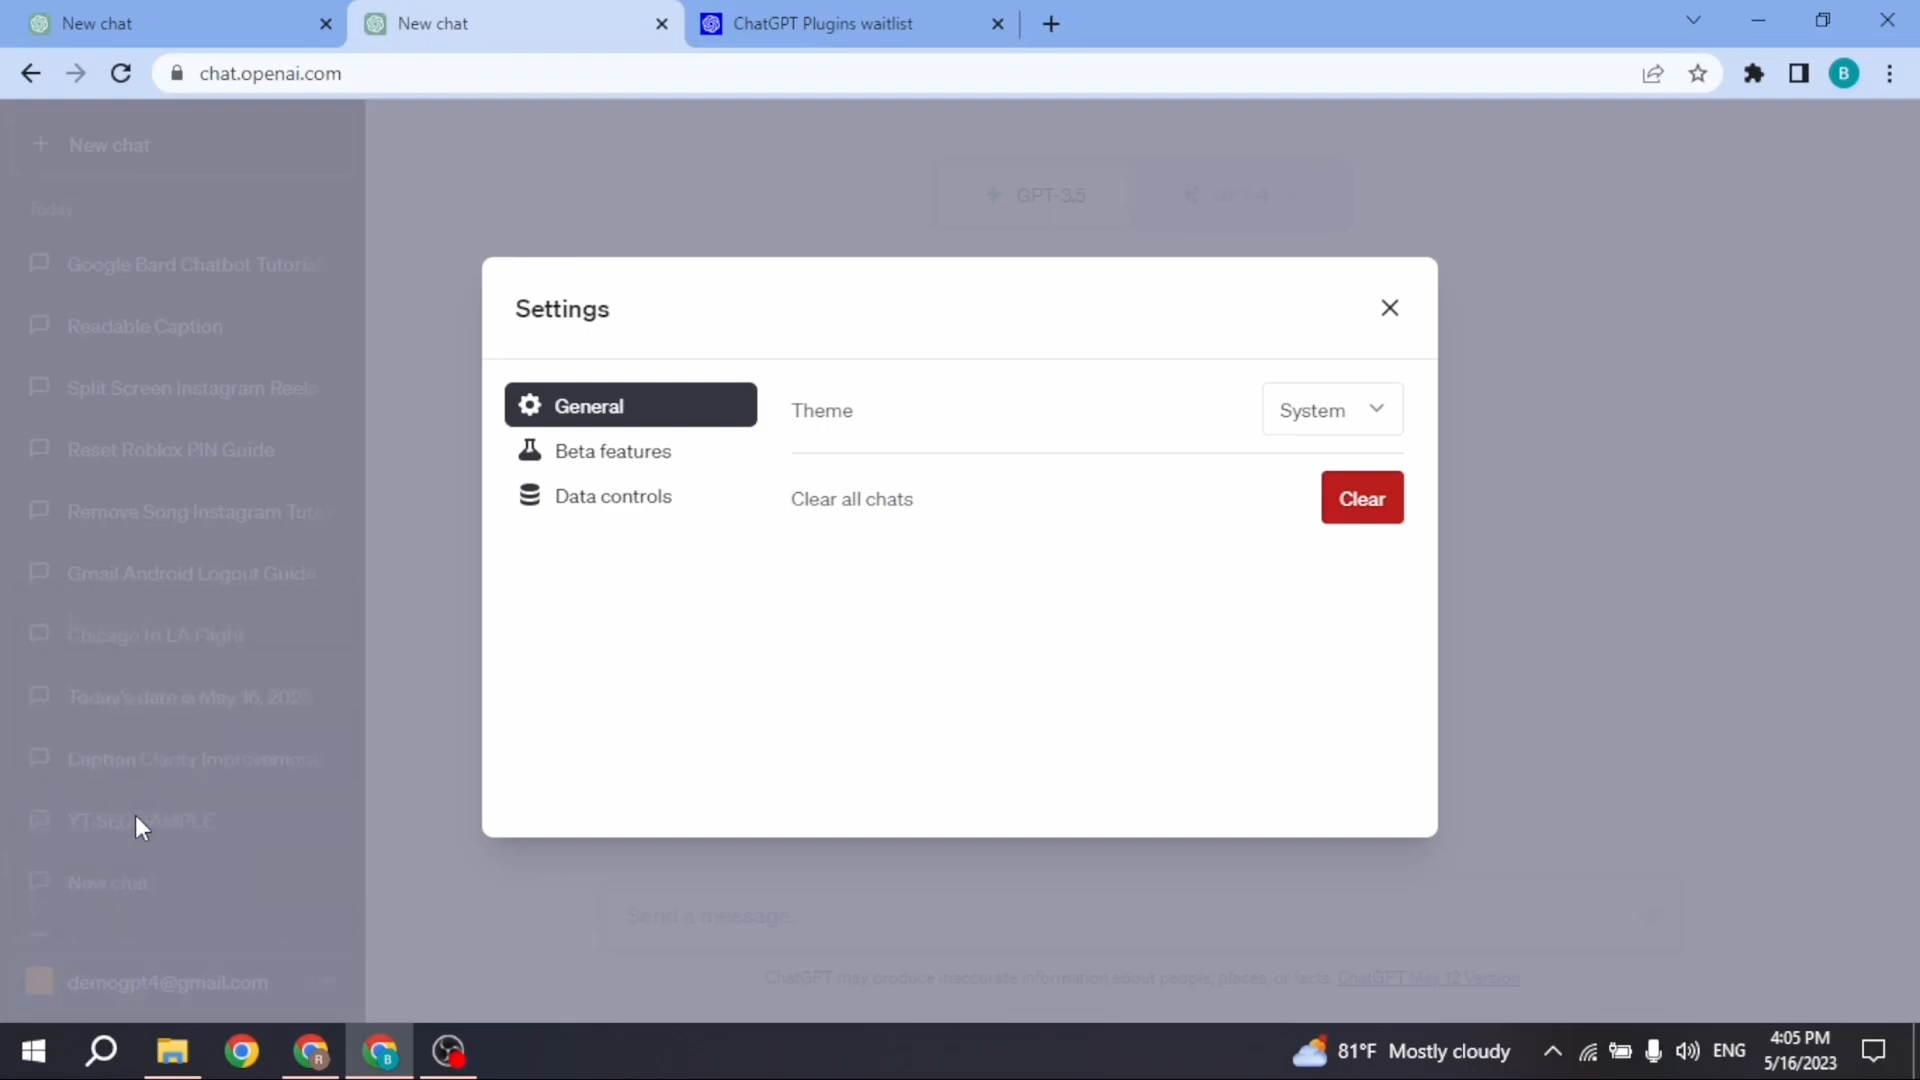 New chat
New chat
ChatGPT Plugins waitlist
chat.openai.com
B
New chat
Today
Google Bard Chatbot Tutorial
Readable Caption
Split Screen Instagram Reels
Reset Roblox PIN Guide
Remove Song Instagram Tuto
Gmail Android Logout Guide
Chicago to LA Flight
Today's date is May 16, 202
Caption Clarity Improvement
YT SEO SAMPLE
New chat
demogpt4@gmail.com
GPT-3.5
GPT-4
Settings
General
Beta features
Data controls
Theme
System
Clear all chats
Clear
Send a message.
ChatGPT may produce inaccurate information about people, places, or facts. ChatGPT May 12 Version
R
B
81°F Mostly cloudy
ENG
4:05 PM
5/16/2023